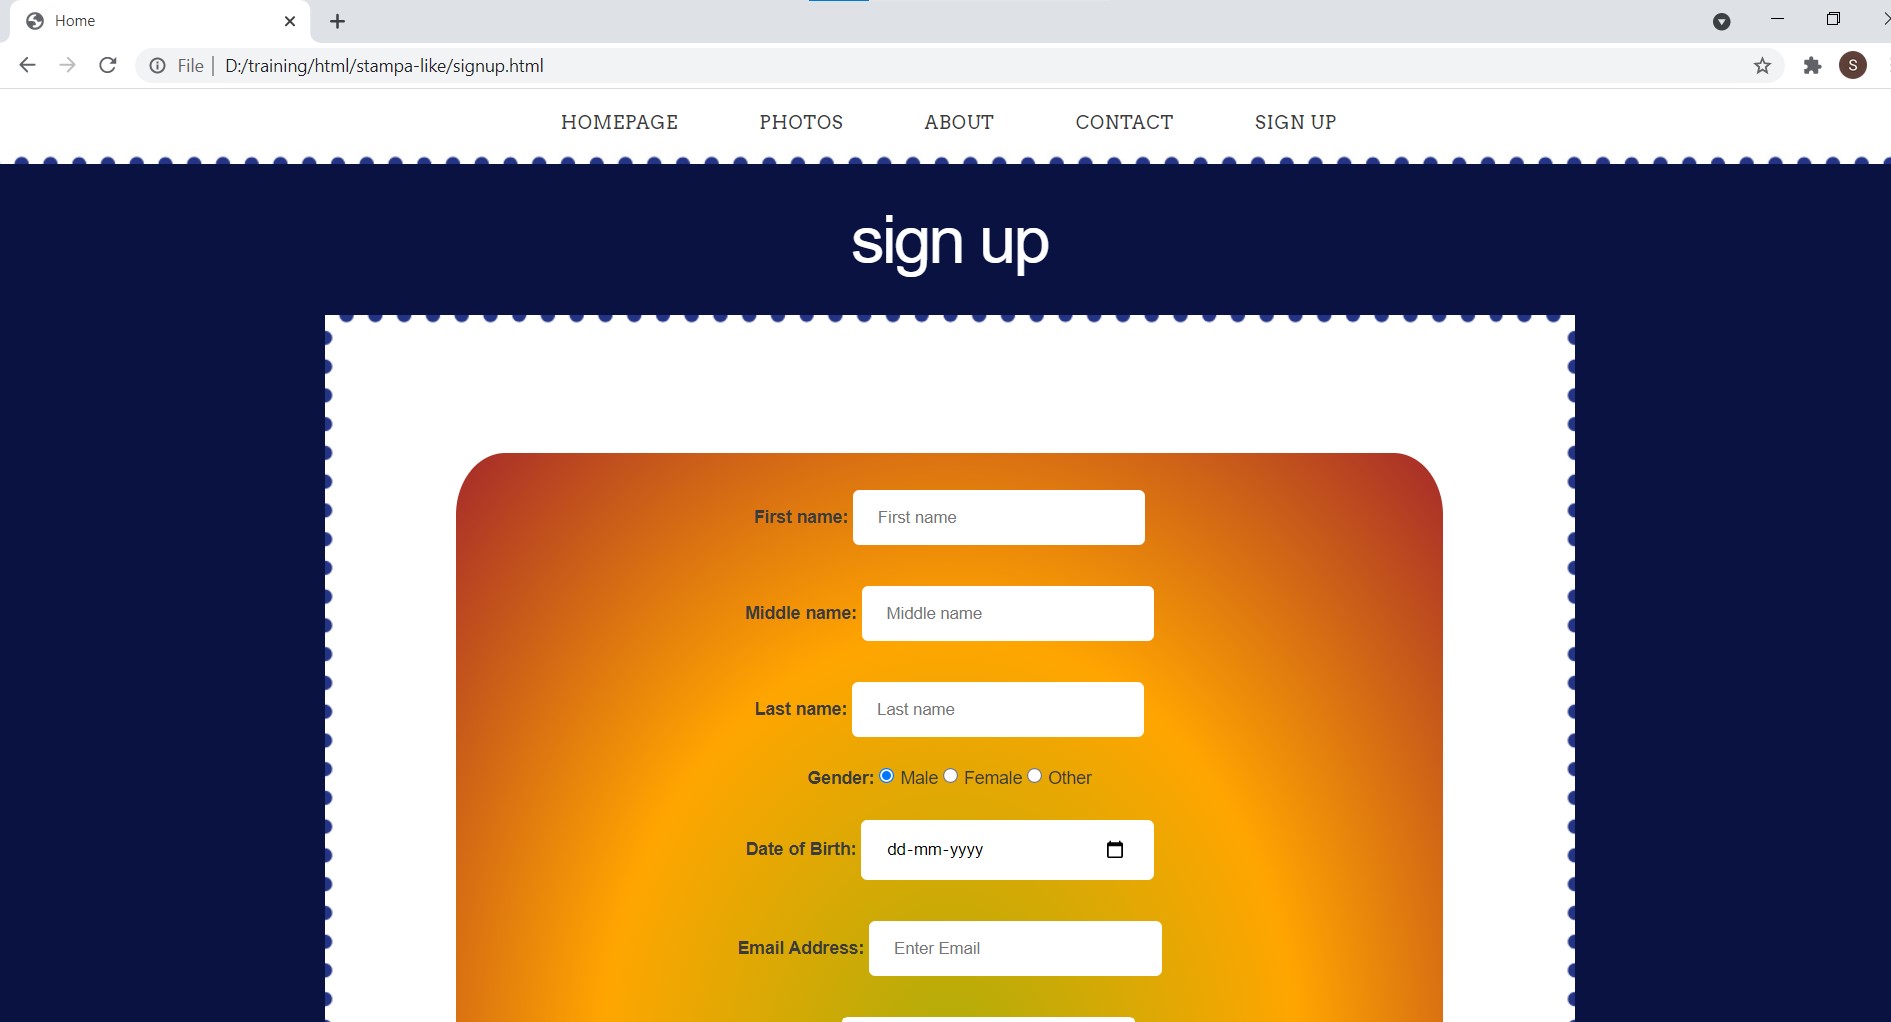 Home
File | D:/training/html/stampa-like/signup.html
S
HOMEPAGE PHOTOS ABOUT CONTACT SIGN UP
sign up
First name: First name
Middle name: Middle name
Last name: Last name
Gender: Male Female Other
Date of Birth: dd-mm-yyyy
Email Address: Enter Email